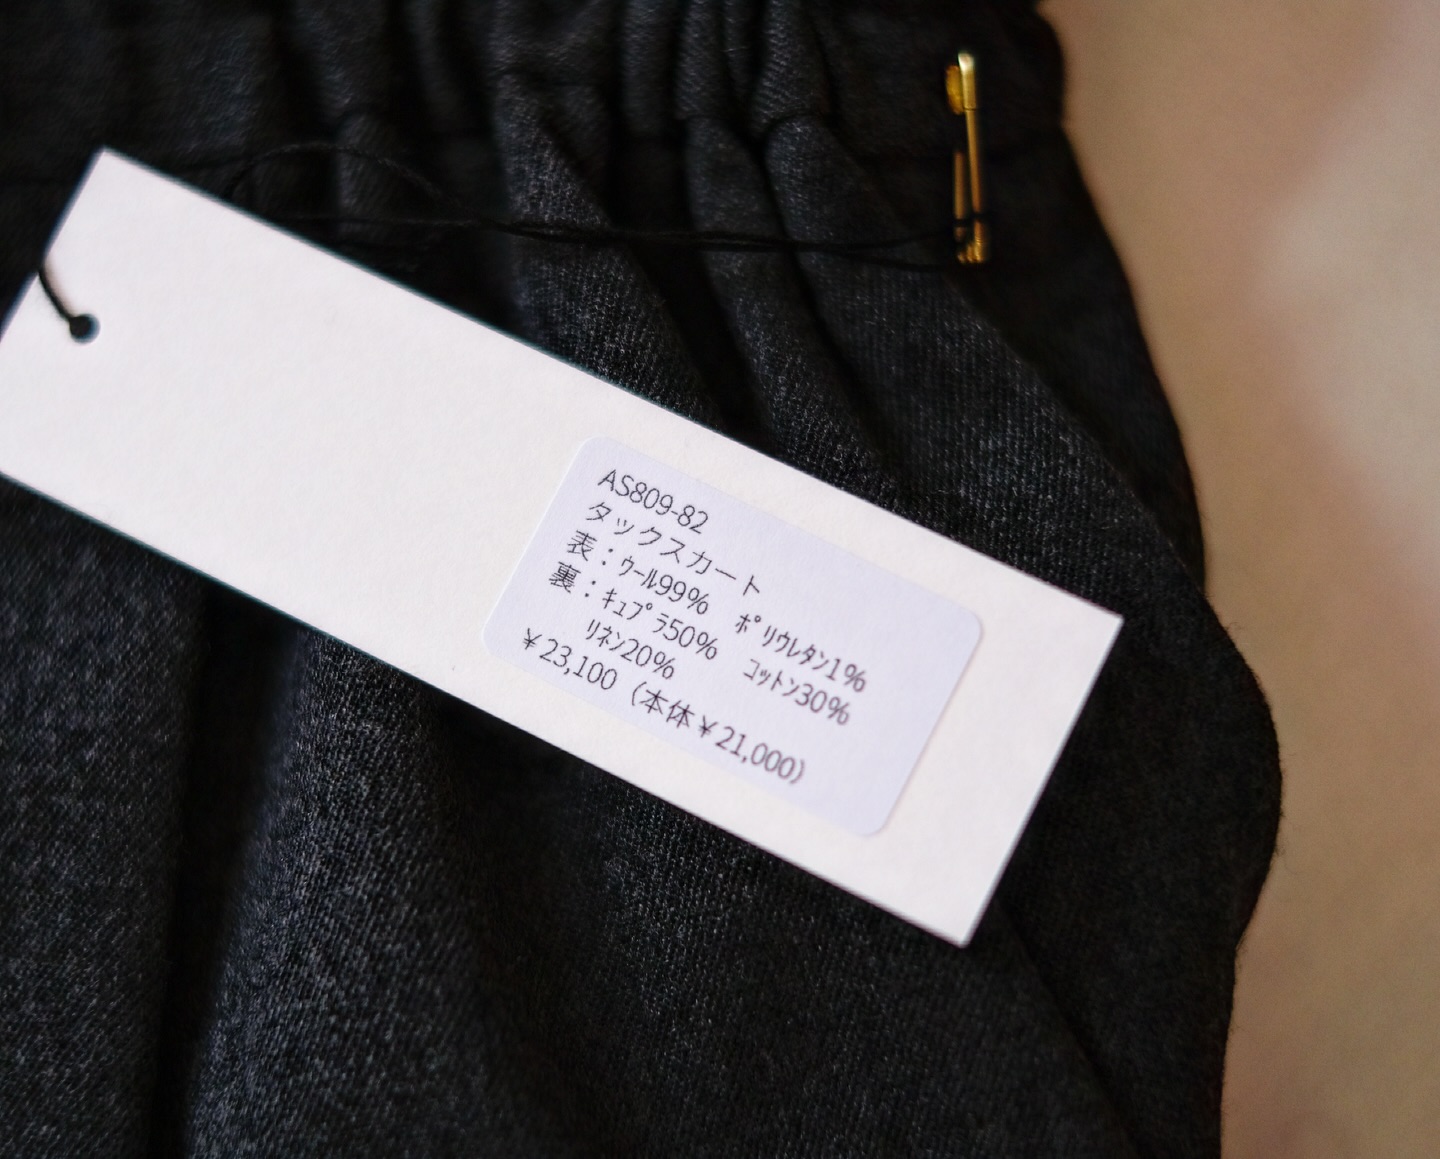 AS809-82
タックスカート
表：ｳｰﾙ99%　ﾎﾟﾘｳﾚﾀﾝ1%
裏：ｷｭﾌﾟﾗ50%　ｺｯﾄﾝ30%
ﾘﾈﾝ20%
￥23,100（本体￥21,000）